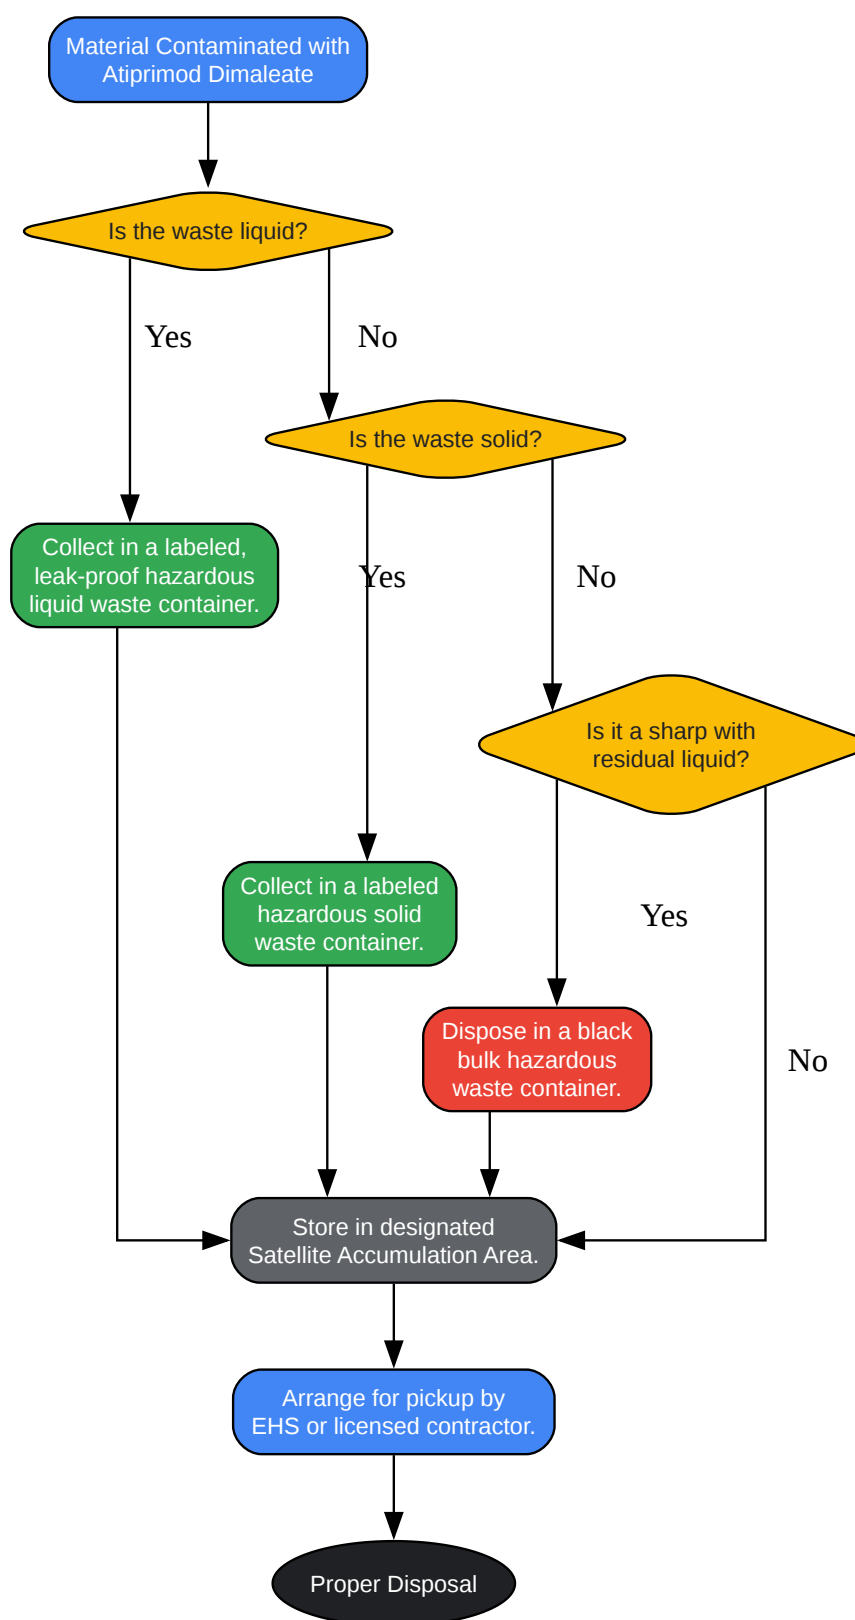 Material Contaminated with
Atiprimod Dimaleate
Is the waste liquid?
Yes
No
Is the waste solid?
Collect in a labeled,
leak-proof hazardous
liquid waste container.
Yes
No
Is it a sharp with
residual liquid?
Collect in a labeled
hazardous solid
waste container.
Yes
Dispose in a black
bulk hazardous
waste container.
No
Store in designated
Satellite Accumulation Area.
Arrange for pickup by
EHS or licensed contractor.
Proper Disposal